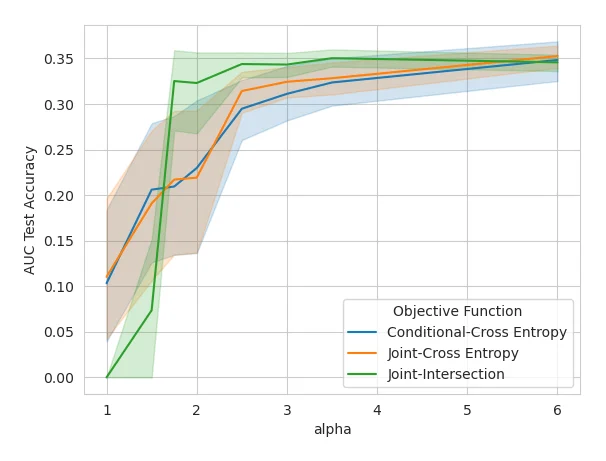 AUC Test Accuracy
0.35
0.30
0.25
0.20
0.15
0.10
0.05
0.00
Objective Function
Conditional-Cross Entropy
Joint-Cross Entropy
Joint-Intersection
1 2 3 4 5 6
alpha